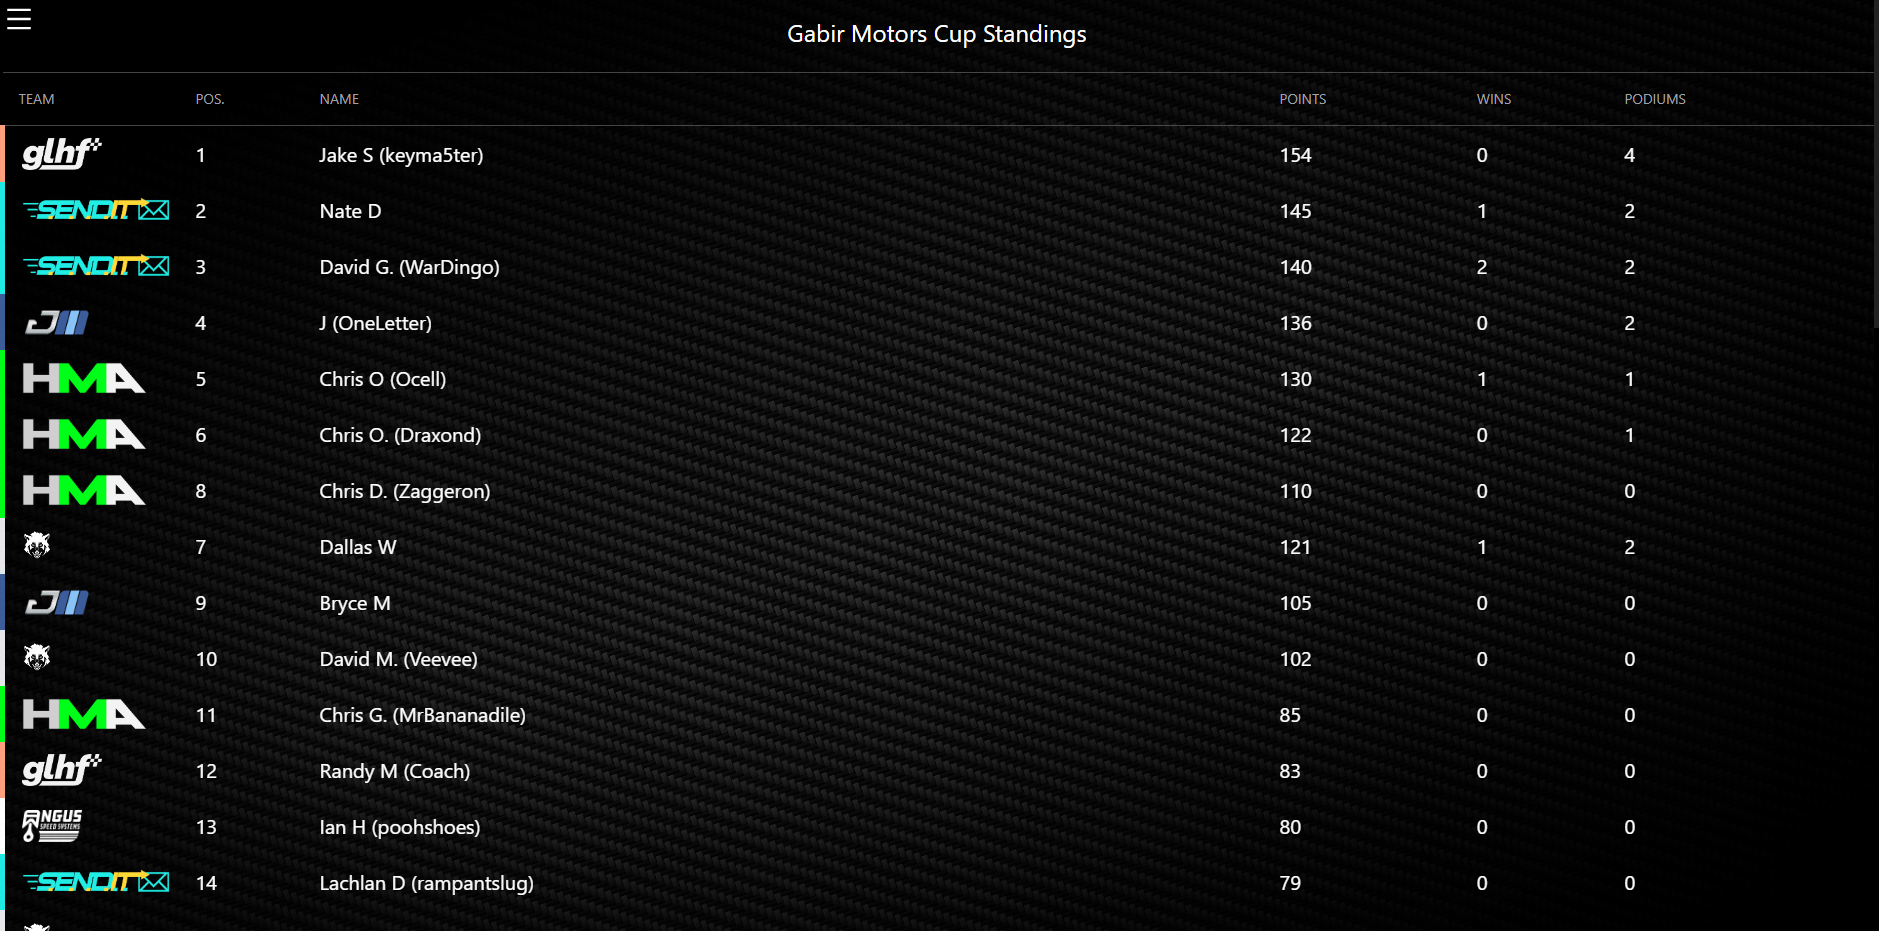 Gabir Motors Cup Standings
TEAM POS. NAME POINTS WINS PODIUMS
glhf 1 Jake S (keyma5ter) 154 0 4
SENDIT 2 Nate D 145 1 2
SENDIT 3 David G. (WarDingo) 140 2 2
J 4 J (OneLetter) 136 0 2
HMA 5 Chris O (Ocell) 130 1 1
HMA 6 Chris O. (Draxond) 122 0 1
HMA 8 Chris D. (Zaggeron) 110 0 0
7 Dallas W 121 1 2
J 9 Bryce M 105 0 0
10 David M. (Veevee) 102 0 0
HMA 11 Chris G. (MrBananadile) 85 0 0
glhf 12 Randy M (Coach) 83 0 0
ANGUS SPEED SYSTEMS 13 Ian H (poohshoes) 80 0 0
SENDIT 14 Lachlan D (rampantslug) 79 0 0